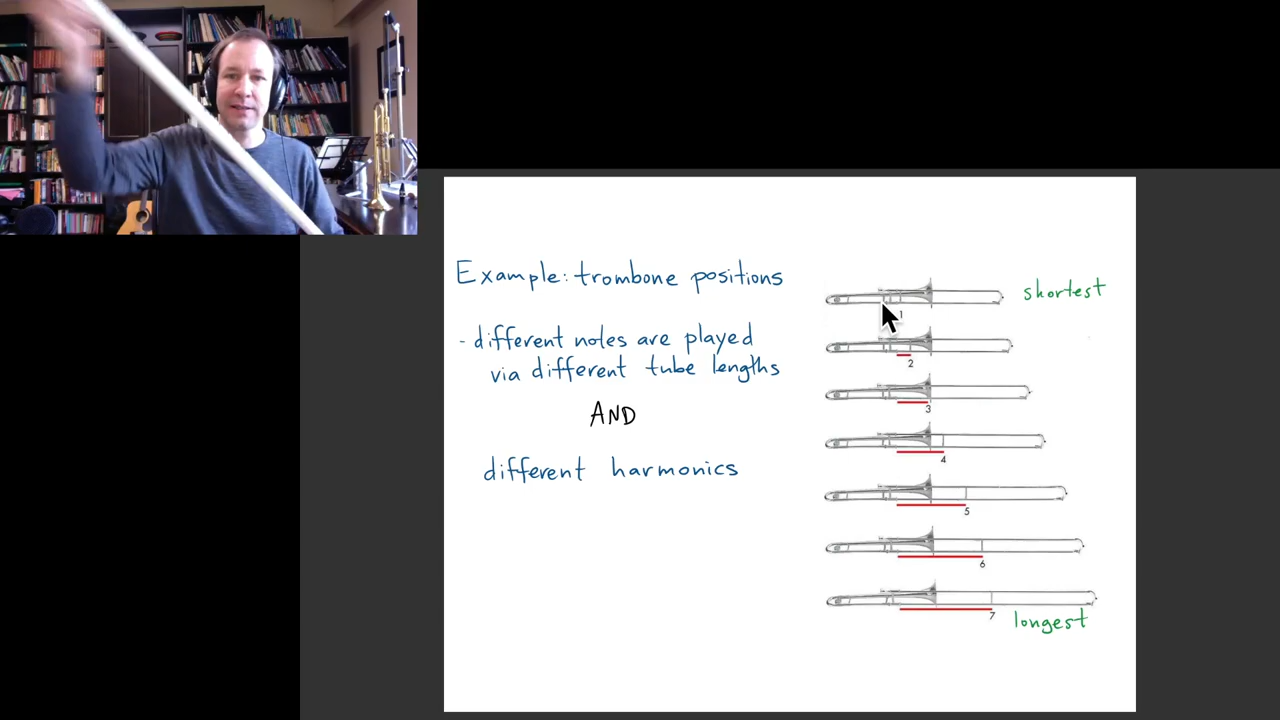 Example: trombone positions
shortest
- different notes are played
via different tube lengths
AND
different harmonics
1
2
3
4
5
6
7
longest